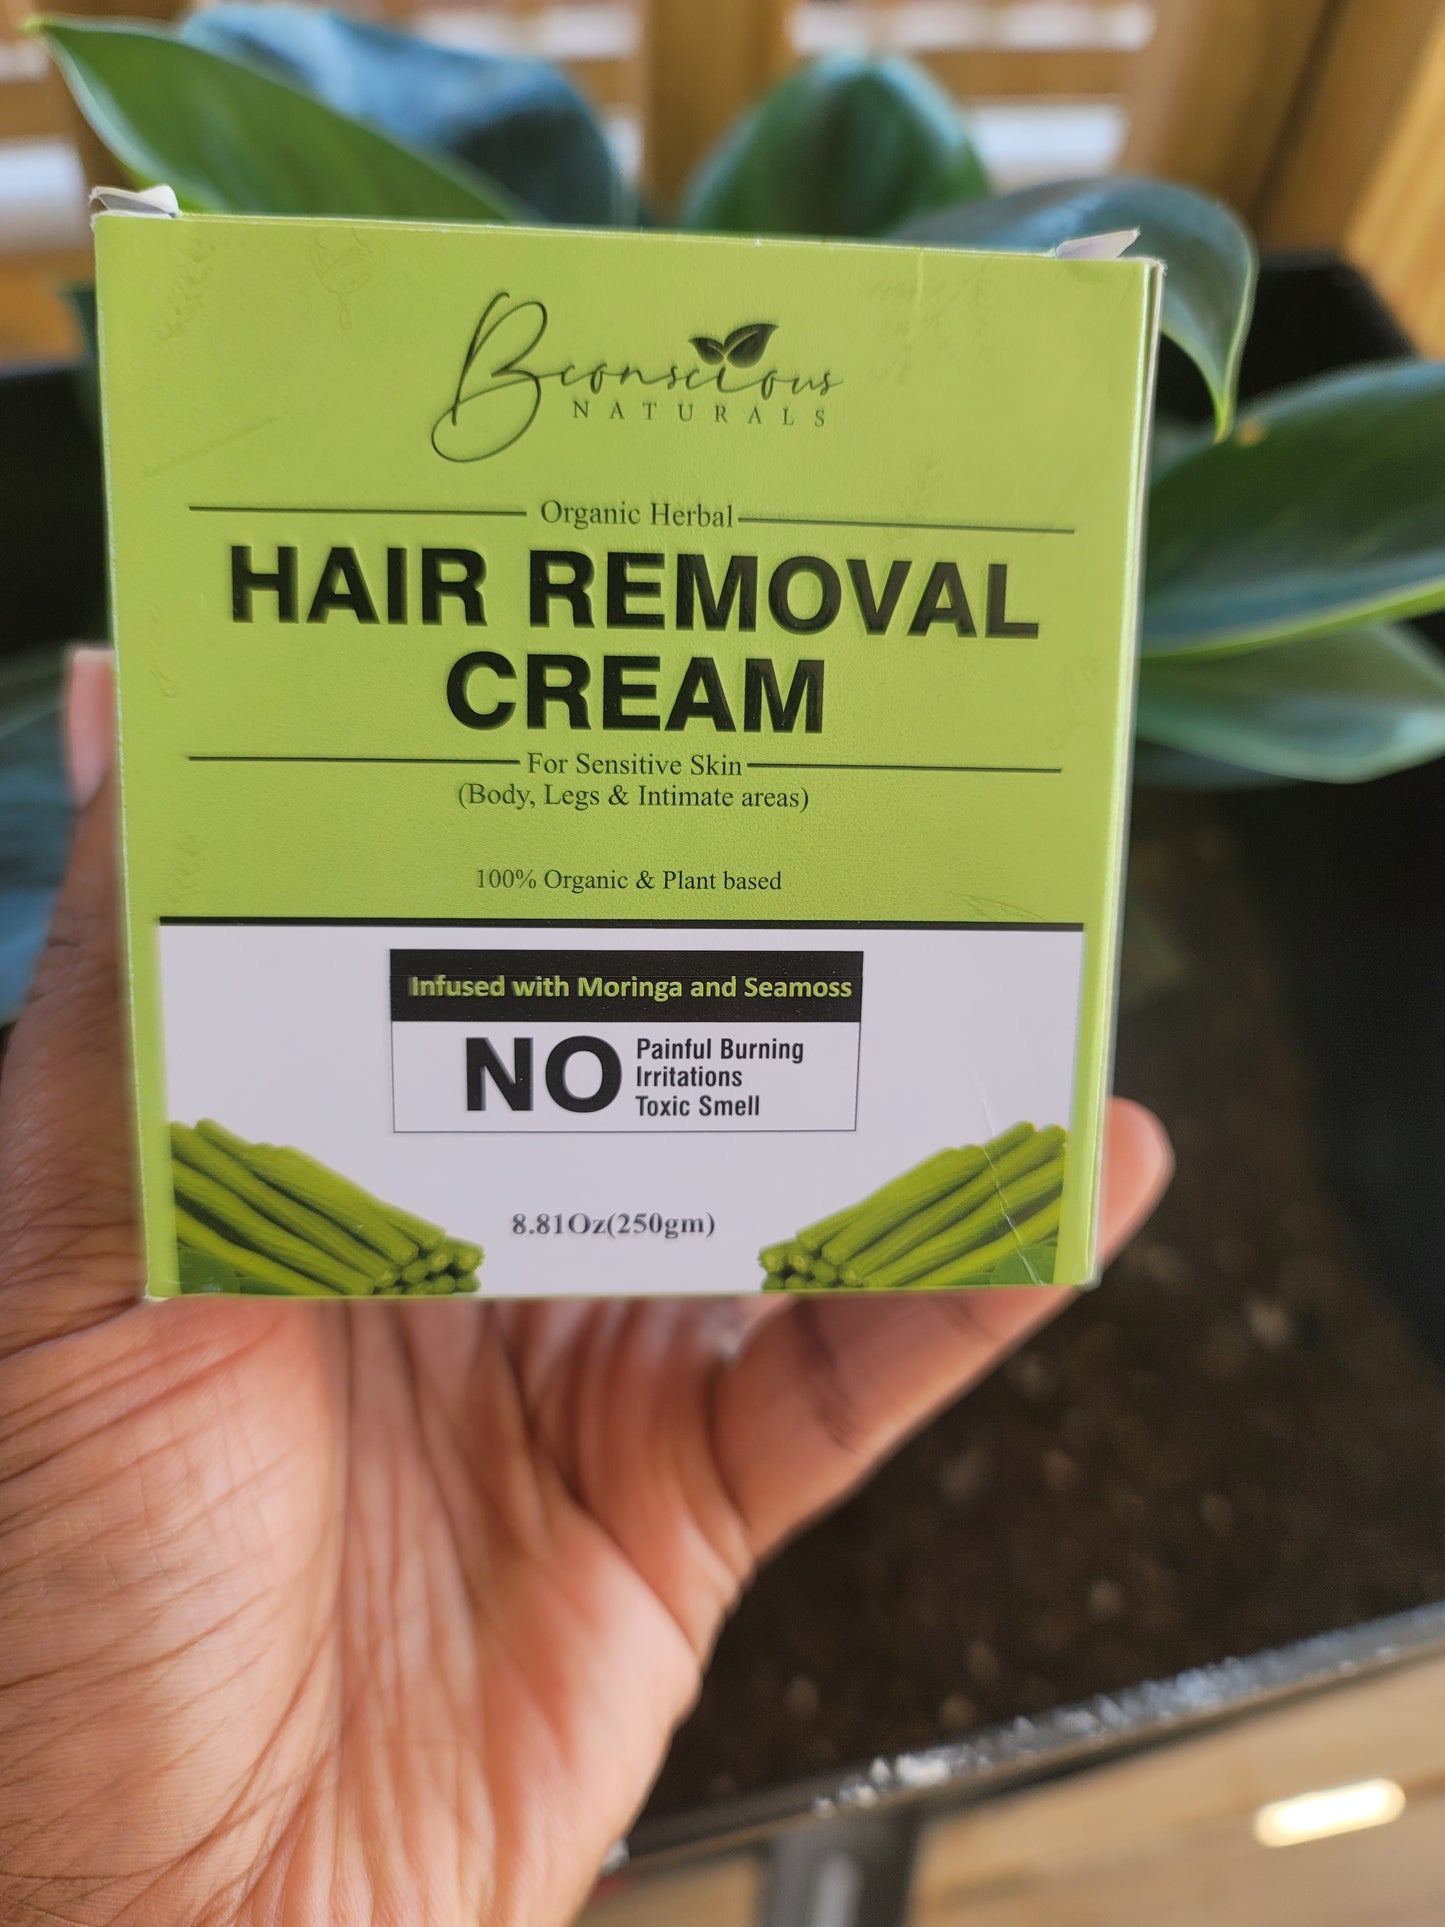 Bconscious
NATURALS
Organic Herbal
HAIR REMOVAL
CREAM
For Sensitive Skin
(Body, Legs & Intimate areas)
100% Organic & Plant based
Infused with Moringa and Seamoss
NO Painful Burning
Irritations
Toxic Smell
8.81Oz(250gm)